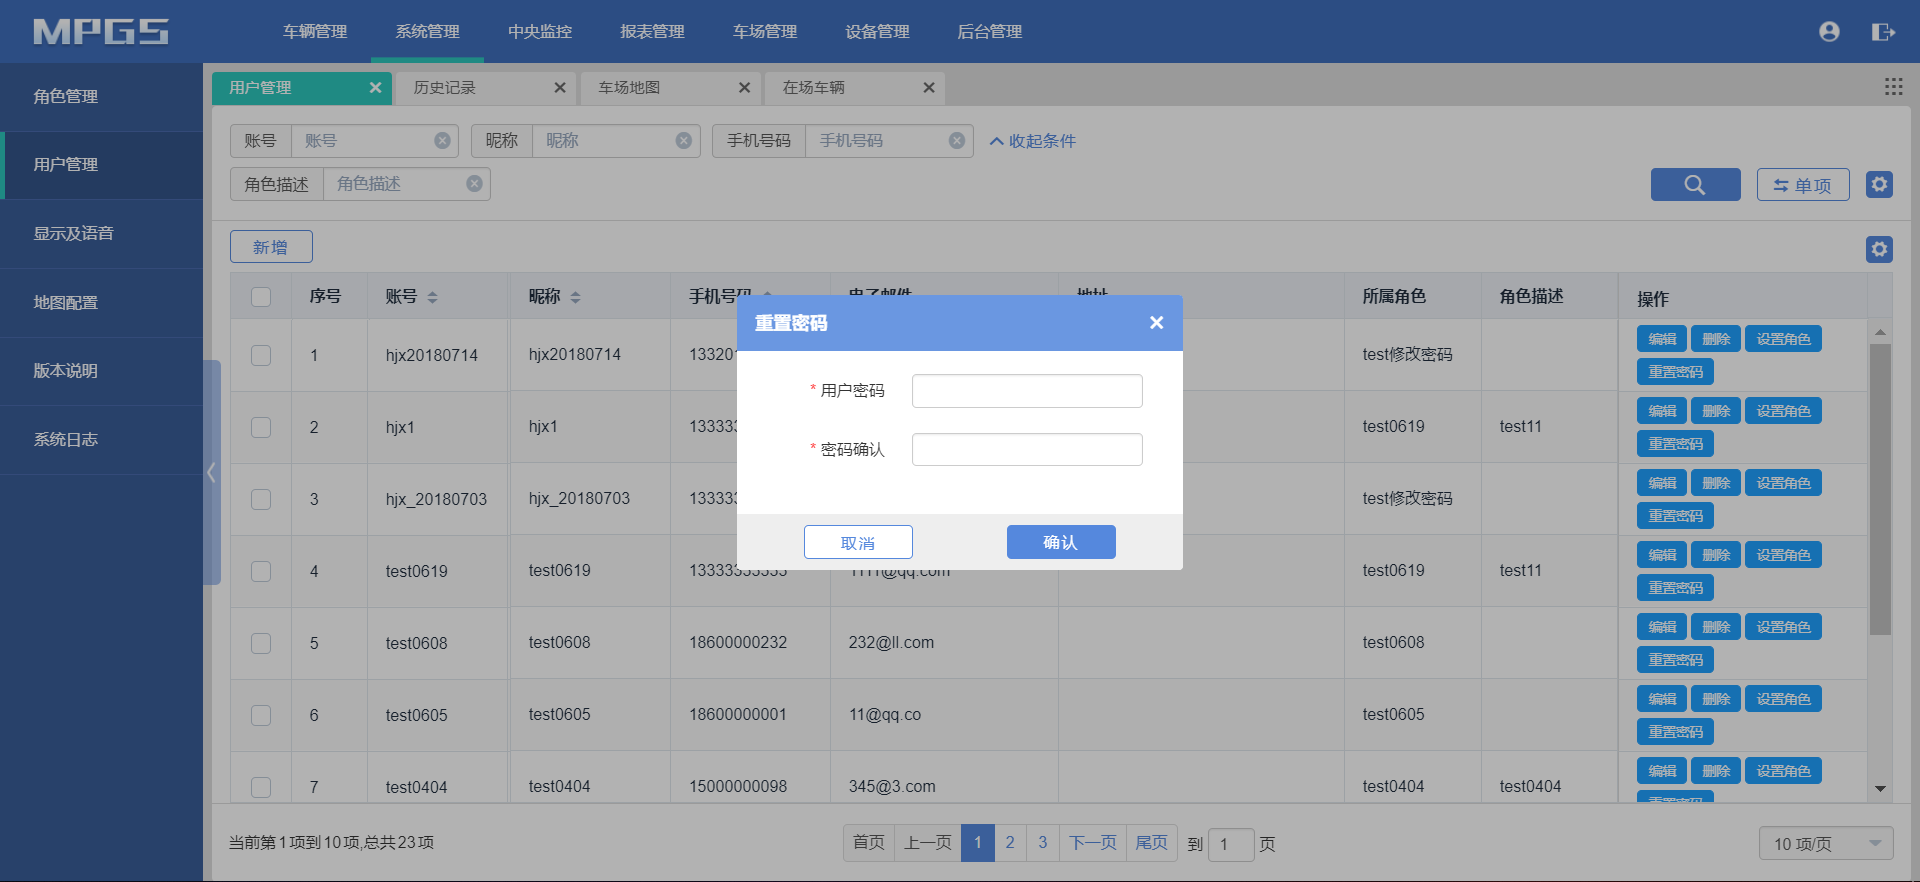 MPGS 车辆管理 系统管理 中央监控 报表管理 车场管理 设备管理 后台管理
角色管理
用户管理
显示及语音
地图配置
版本说明
系统日志
用户管理 历史记录 车场地图 在场车辆
账号 账号 昵称 昵称 手机号码 手机号码 收起条件
角色描述 角色描述 单项
新增
序号 账号 昵称 手机号码 电子邮件 地址 所属角色 角色描述 操作
1 hjx20180714 hjx20180714 13320 test修改密码 编辑 删除 设置角色
重置密码
2 hjx1 hjx1 13333 test0619 test11 编辑 删除 设置角色
重置密码
3 hjx_20180703 hjx_20180703 13333 test修改密码 编辑 删除 设置角色
重置密码
4 test0619 test0619 13333333333 1111@qq.com test0619 test11 编辑 删除 设置角色
重置密码
5 test0608 test0608 18600000232 232@ll.com test0608 编辑 删除 设置角色
重置密码
6 test0605 test0605 18600000001 11@qq.co test0605 编辑 删除 设置角色
重置密码
7 test0404 test0404 15000000098 345@3.com test0404 test0404 编辑 删除 设置角色
重置密码
重置密码
* 用户密码
* 密码确认
取消 确认
当前第1项到10项,总共23项 首页 上一页 1 2 3 下一页 尾页 到 1 页 10 项/页